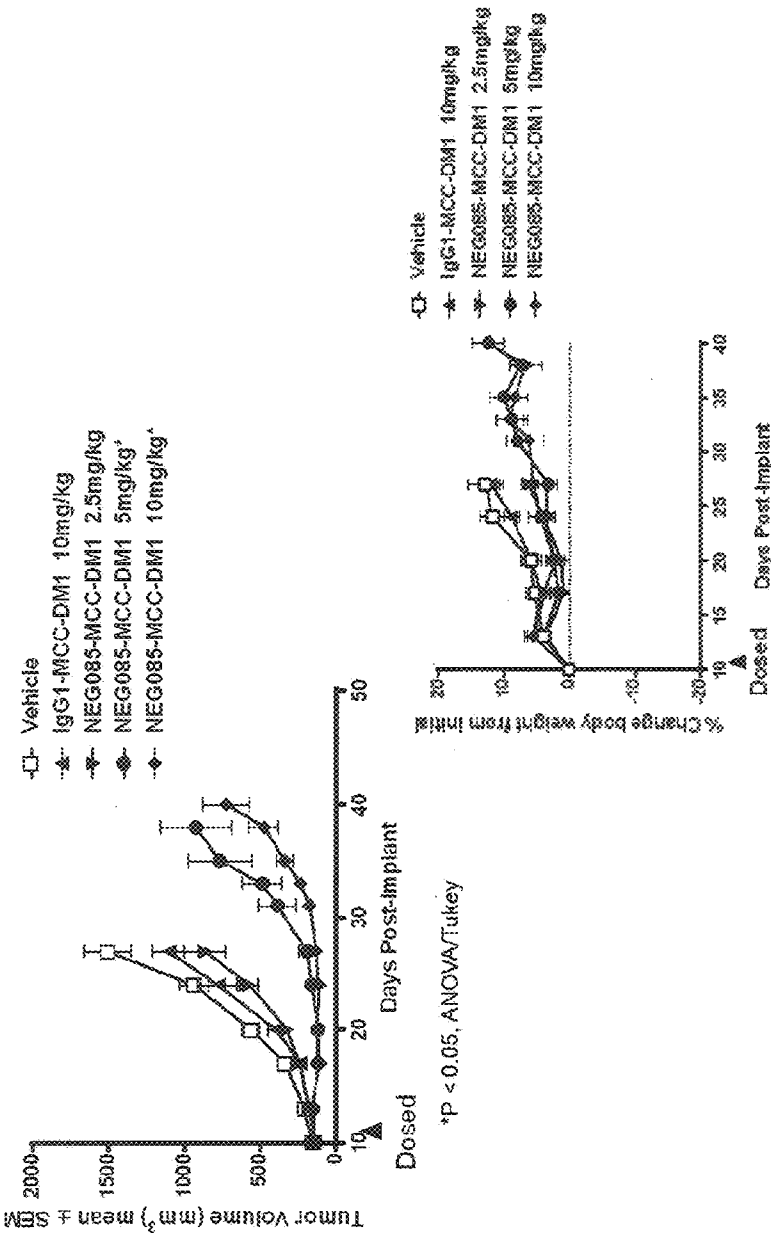 Vehicle
IgG1-MCC-DM1 10mg/kg
NEG085-MCC-DM1 2.5mg/kg
NEG085-MCC-DM1 5mg/kg*
NEG085-MCC-DM1 10mg/kg*
Tumor Volume (mm³) mean ± SEM
2000
1500
1000
500
0
10
20
30
40
50
Dosed
Days Post-Implant
*P < 0.05, ANOVA/Tukey
Vehicle
IgG1-MCC-DM1 10mg/kg
NEG085-MCC-DM1 2.5mg/kg
NEG085-MCC-DM1 5mg/kg
NEG085-MCC-DM1 10mg/kg
% Change body weight from initial
20
10
0
-10
-20
10
15
20
25
30
35
40
Dosed
Days Post-Implant